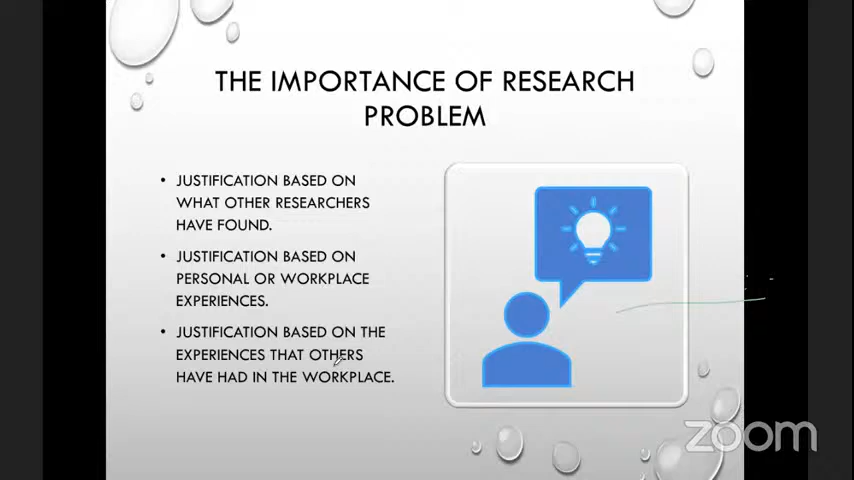 THE IMPORTANCE OF RESEARCH
PROBLEM
• JUSTIFICATION BASED ON
WHAT OTHER RESEARCHERS
HAVE FOUND.
• JUSTIFICATION BASED ON
PERSONAL OR WORKPLACE
EXPERIENCES.
• JUSTIFICATION BASED ON THE
EXPERIENCES THAT OTHERS
HAVE HAD IN THE WORKPLACE.
zoom